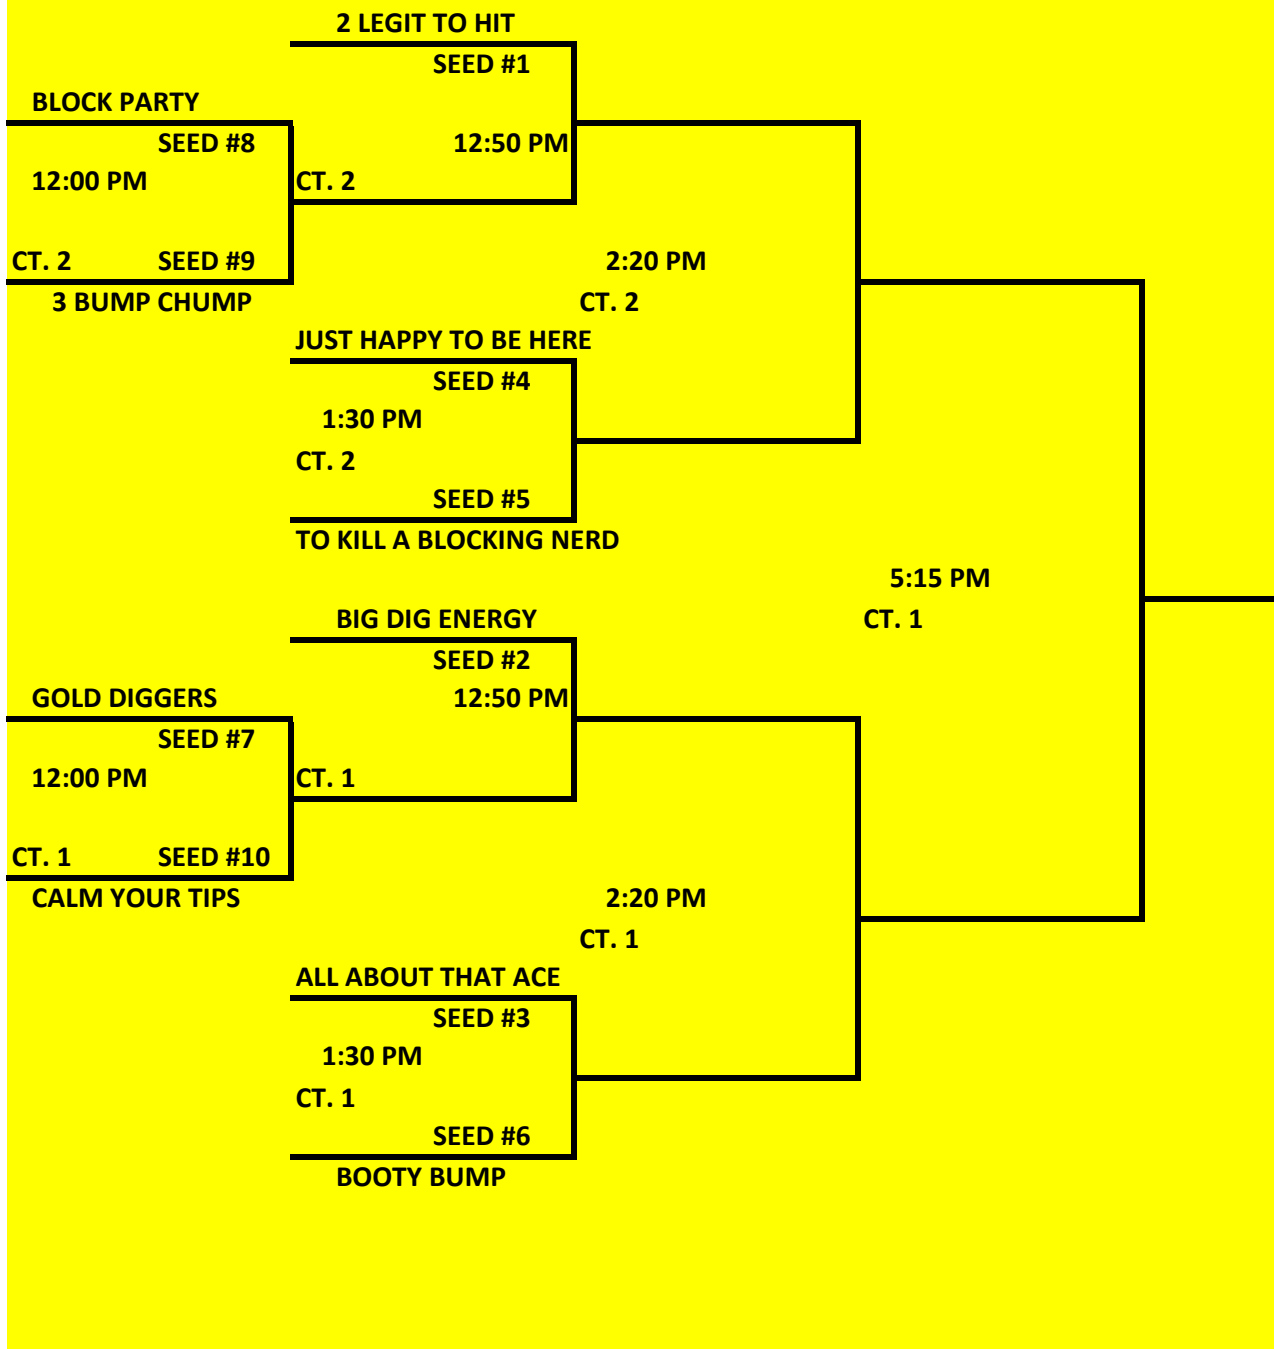 2 LEGIT TO HIT
SEED #1
BLOCK PARTY
SEED #8
12:50 PM
12:00 PM
CT. 2
CT. 2
SEED #9
2:20 PM
3 BUMP CHUMP
CT. 2
JUST HAPPY TO BE HERE
SEED #4
1:30 PM
CT. 2
SEED #5
TO KILL A BLOCKING NERD
5:15 PM
BIG DIG ENERGY
CT. 1
SEED #2
GOLD DIGGERS
12:50 PM
SEED #7
12:00 PM
CT. 1
CT. 1
SEED #10
CALM YOUR TIPS
2:20 PM
CT. 1
ALL ABOUT THAT ACE
SEED #3
1:30 PM
CT. 1
SEED #6
BOOTY BUMP